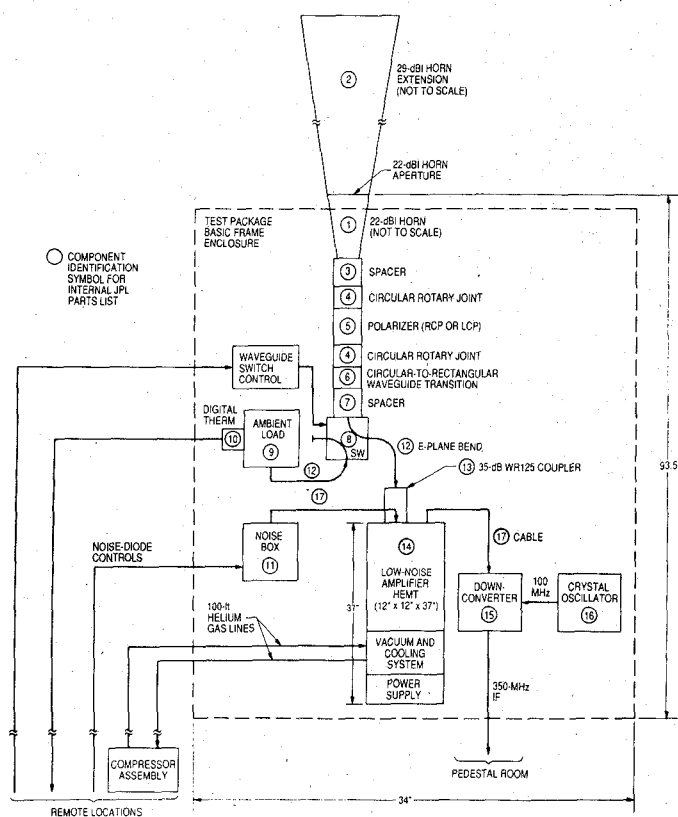 2
29-dBI HORN
EXTENSION
(NOT TO SCALE)
22-dBI HORN
APERTURE
TEST PACKAGE
BASIC FRAME
ENCLOSURE
1
22-dBI HORN
(NOT TO SCALE)
COMPONENT
IDENTIFICATION
SYMBOL FOR
INTERNAL JPL
PARTS LIST
3 SPACER
4 CIRCULAR ROTARY JOINT
5 POLARIZER (RCP OR LCP)
4 CIRCULAR ROTARY JOINT
6 CIRCULAR-TO-RECTANGULAR
WAVEGUIDE TRANSITION
7 SPACER
WAVEGUIDE
SWITCH
CONTROL
DIGITAL
THERM
10
AMBIENT
LOAD
9
8
SW
12
12 E-PLANE BEND
13 35-dB WR125 COUPLER
93.5
17
NOISE
BOX
11
NOISE-DIODE
CONTROLS
14
LOW-NOISE
AMPLIFIER
HEMT
(12" x 12" x 37")
37"
17 CABLE
DOWN-
CONVERTER
15
100
MHz
CRYSTAL
OSCILLATOR
16
100-ft
HELIUM
GAS LINES
VACUUM AND
COOLING
SYSTEM
POWER
SUPPLY
350-MHz
IF
COMPRESSOR
ASSEMBLY
PEDESTAL ROOM
34"
REMOTE LOCATIONS